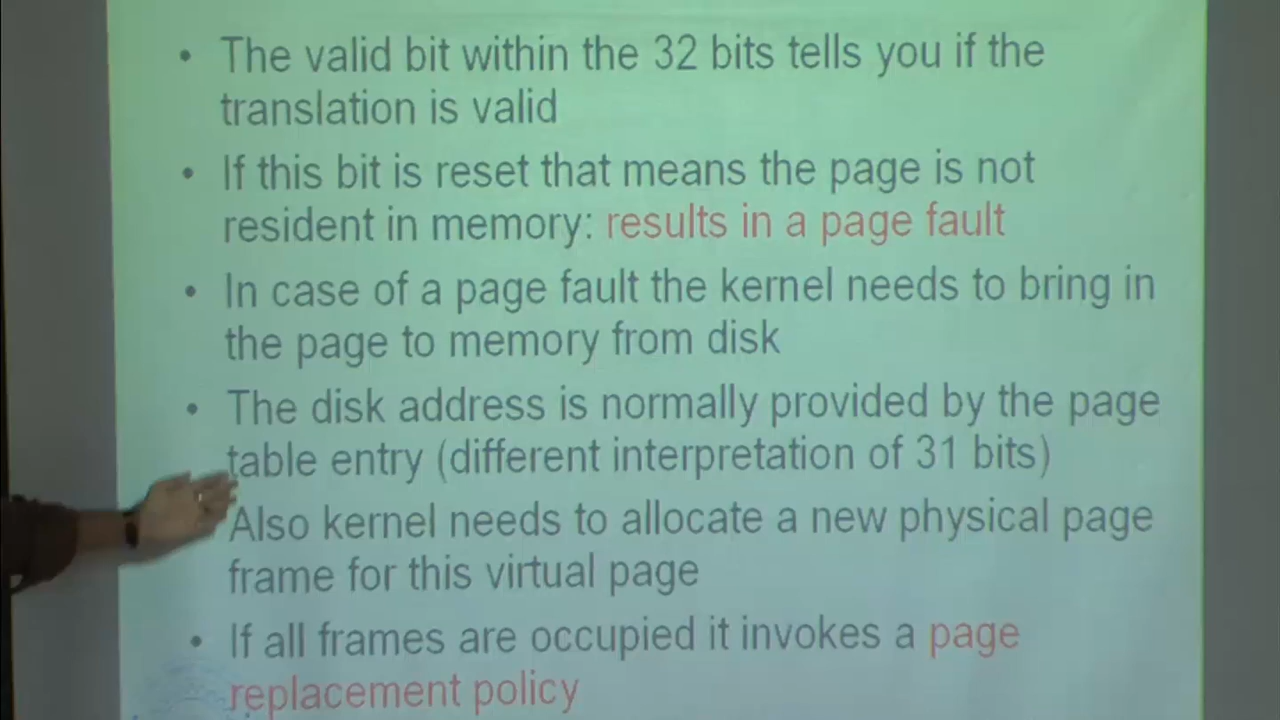 • The valid bit within the 32 bits tells you if the
translation is valid
• If this bit is reset that means the page is not
resident in memory: results in a page fault
• In case of a page fault the kernel needs to bring in
the page to memory from disk
• The disk address is normally provided by the page
table entry (different interpretation of 31 bits)
Also kernel needs to allocate a new physical page
frame for this virtual page
• If all frames are occupied it invokes a page
replacement policy